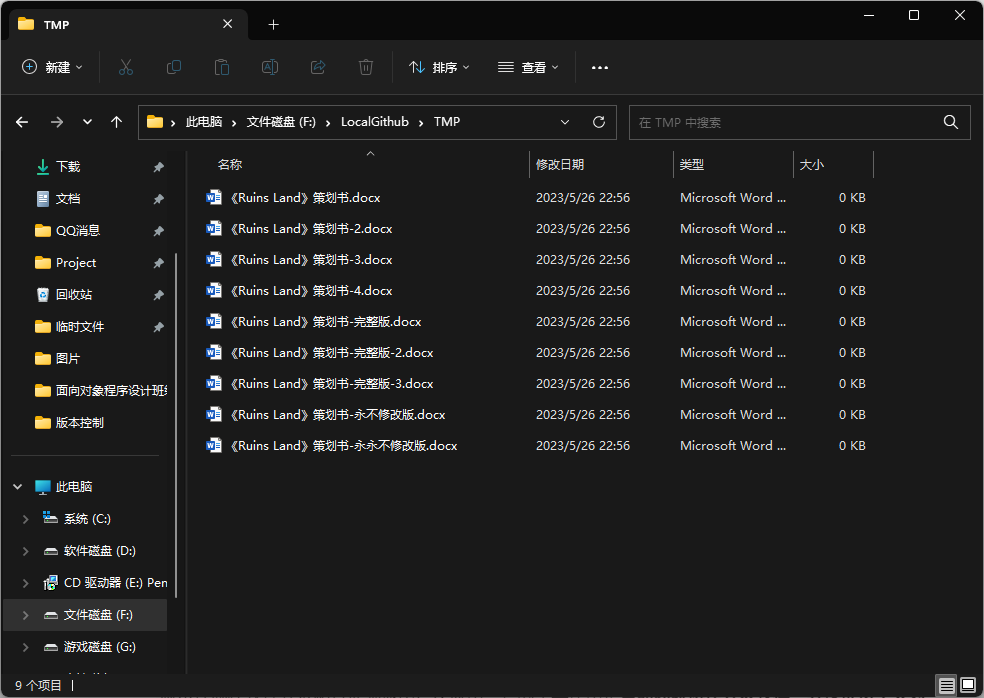 TMP
新建
排序
查看
此电脑 > 文件磁盘 (F:) > LocalGithub > TMP
在 TMP 中搜索
名称 修改日期 类型 大小
《Ruins Land》策划书.docx 2023/5/26 22:56 Microsoft Word ... 0 KB
《Ruins Land》策划书-2.docx 2023/5/26 22:56 Microsoft Word ... 0 KB
《Ruins Land》策划书-3.docx 2023/5/26 22:56 Microsoft Word ... 0 KB
《Ruins Land》策划书-4.docx 2023/5/26 22:56 Microsoft Word ... 0 KB
《Ruins Land》策划书-完整版.docx 2023/5/26 22:56 Microsoft Word ... 0 KB
《Ruins Land》策划书-完整版-2.docx 2023/5/26 22:56 Microsoft Word ... 0 KB
《Ruins Land》策划书-完整版-3.docx 2023/5/26 22:56 Microsoft Word ... 0 KB
《Ruins Land》策划书-永不修改版.docx 2023/5/26 22:56 Microsoft Word ... 0 KB
《Ruins Land》策划书-永永不修改版.docx 2023/5/26 22:56 Microsoft Word ... 0 KB
下载
文档
QQ消息
Project
回收站
临时文件
图片
面向对象程序设计班
版本控制
此电脑
系统 (C:)
软件磁盘 (D:)
CD 驱动器 (E:) Pen
文件磁盘 (F:)
游戏磁盘 (G:)
9 个项目